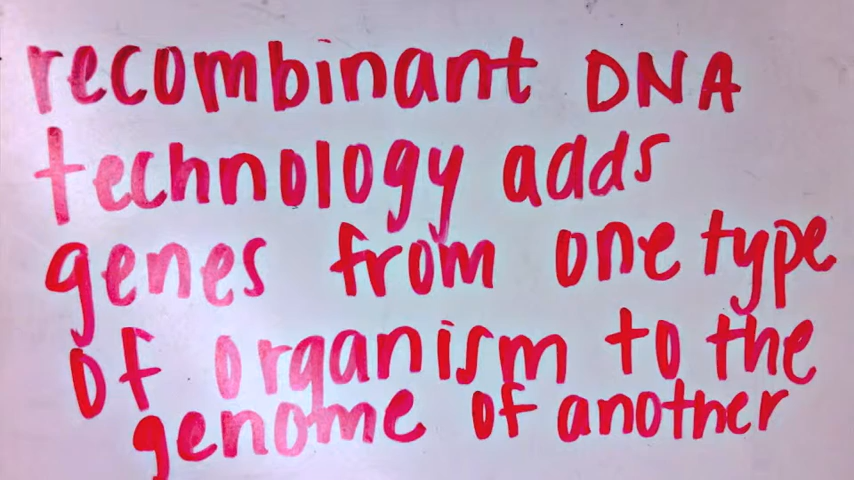 recombinant DNA
technology adds
genes from one type
of organism to the
genome of another